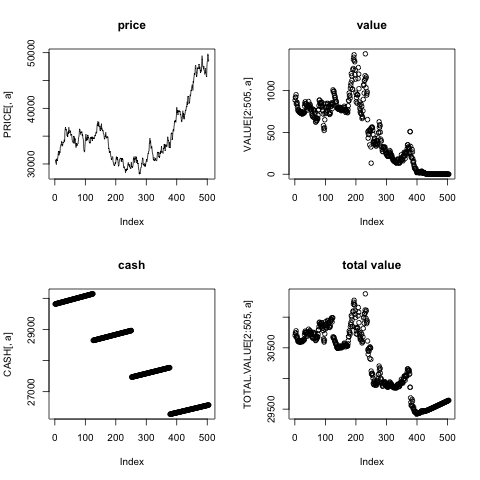 price
PRICE[, a]
30000 40000 50000
0 100 200 300 400 500
Index
value
VALUE[2:505, a]
0 500 1000
0 100 200 300 400 500
Index
cash
CASH[, a]
27000 29000
0 100 200 300 400 500
Index
total value
TOTAL.VALUE[2:505, a]
29500 30500
0 100 200 300 400 500
Index